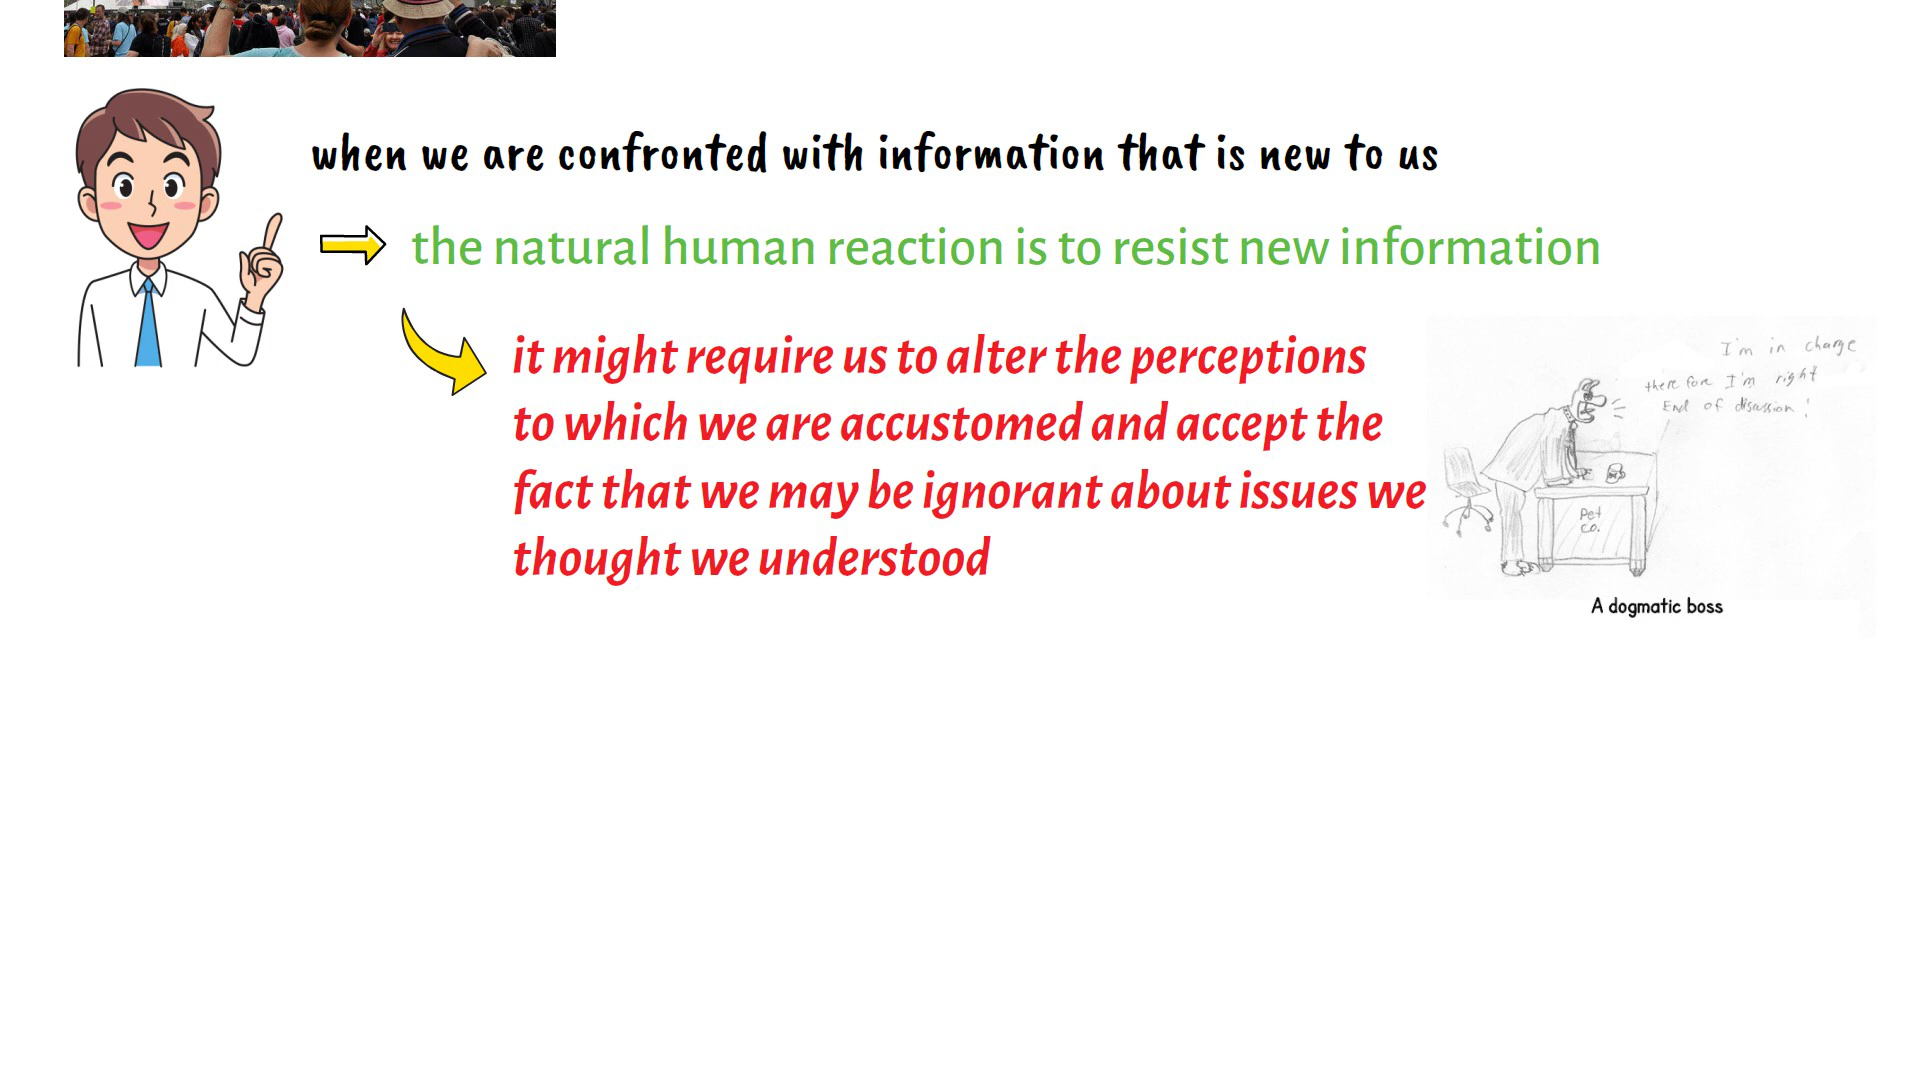 when we are confronted with information that is new to us
the natural human reaction is to resist new information
it might require us to alter the perceptions
to which we are accustomed and accept the
fact that we may be ignorant about issues we
thought we understood
I'm in charge
therefore I'm right
End of discussion!
Pet
Co.
A dogmatic boss